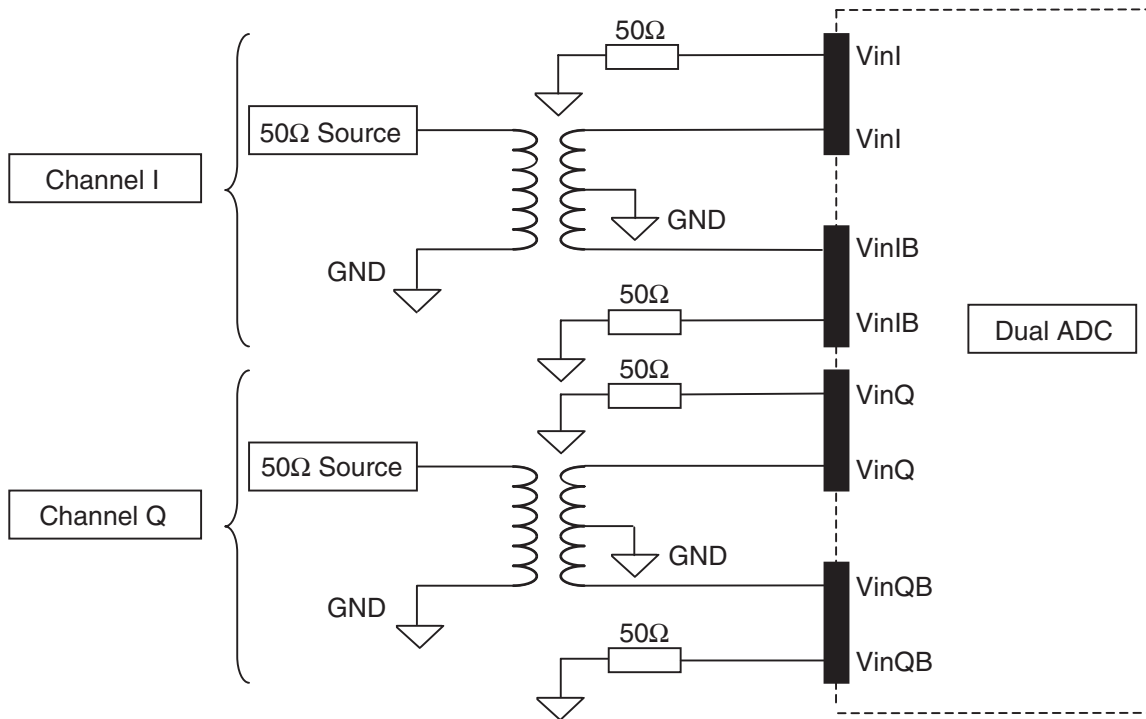 50Ω
VinI
50Ω Source
VinI
Channel I
GND
GND
VinIB
50Ω
VinIB
Dual ADC
50Ω
VinQ
50Ω Source
VinQ
Channel Q
GND
GND
VinQB
50Ω
VinQB